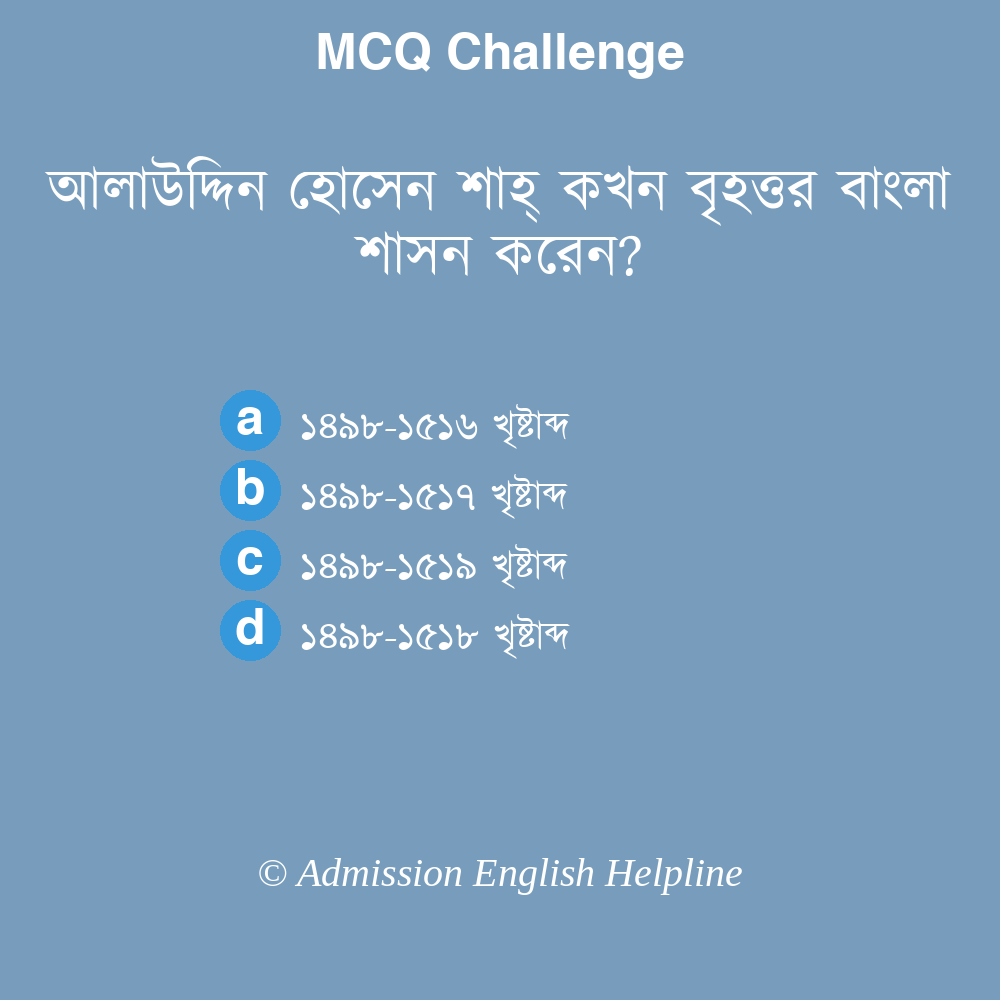 MCQ Challenge
আলাউদ্দিন হোসেন শাহ্ কখন বৃহত্তর বাংলা
শাসন করেন?
a ১৪৯৮-১৫১৬ খৃষ্টাব্দ
b ১৪৯৮-১৫১৭ খৃষ্টাব্দ
c ১৪৯৮-১৫১৯ খৃষ্টাব্দ
d ১৪৯৮-১৫১৮ খৃষ্টাব্দ
© Admission English Helpline